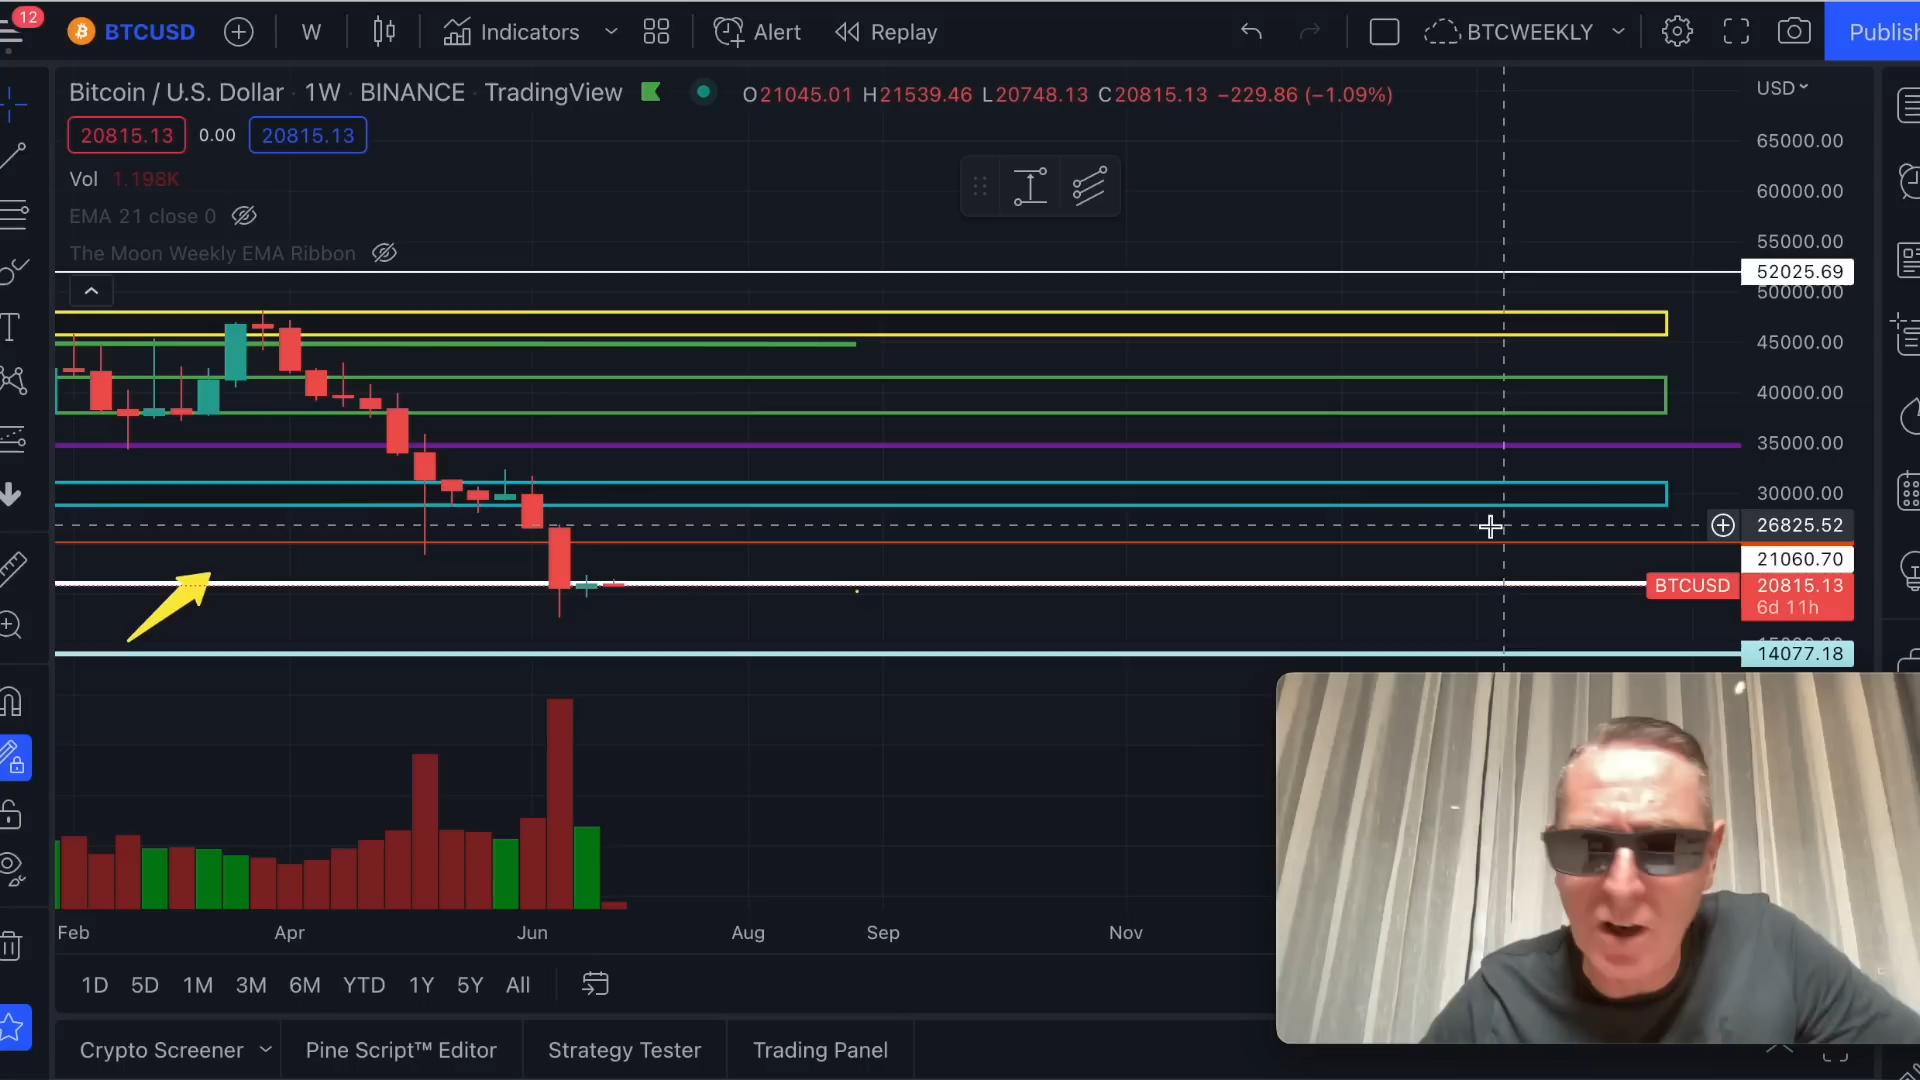 12
BTCUSD
W
Indicators
Alert
Replay
BTCWEEKLY
Publish
Bitcoin / U.S. Dollar 1W BINANCE TradingView
O21045.01 H21539.46 L20748.13 C20815.13 −229.86 (−1.09%)
USD
20815.13 0.00 20815.13
Vol 1.198K
EMA 21 close 0
The Moon Weekly EMA Ribbon
65000.00
60000.00
55000.00
52025.69
50000.00
45000.00
40000.00
35000.00
30000.00
26825.52
21060.70
BTCUSD 20815.13
6d 11h
14077.18
Feb Apr Jun Aug Sep Nov
1D 5D 1M 3M 6M YTD 1Y 5Y All
Crypto Screener Pine Script™ Editor Strategy Tester Trading Panel